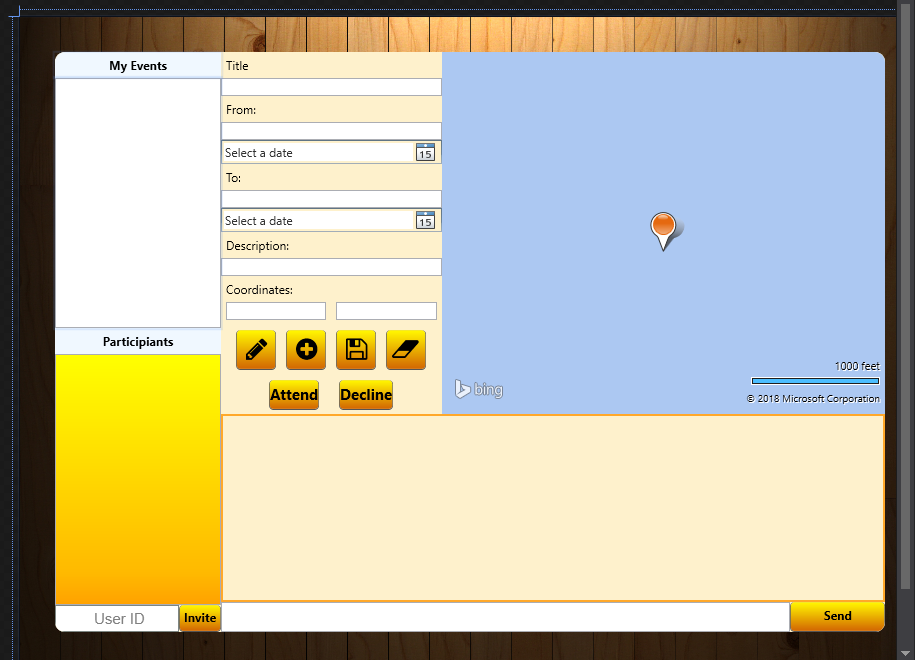 My Events
Title
From:
Select a date
15
To:
Select a date
15
Description:
Coordinates:
Participiants
Attend
Decline
bing
1000 feet
© 2018 Microsoft Corporation
User ID
Invite
Send